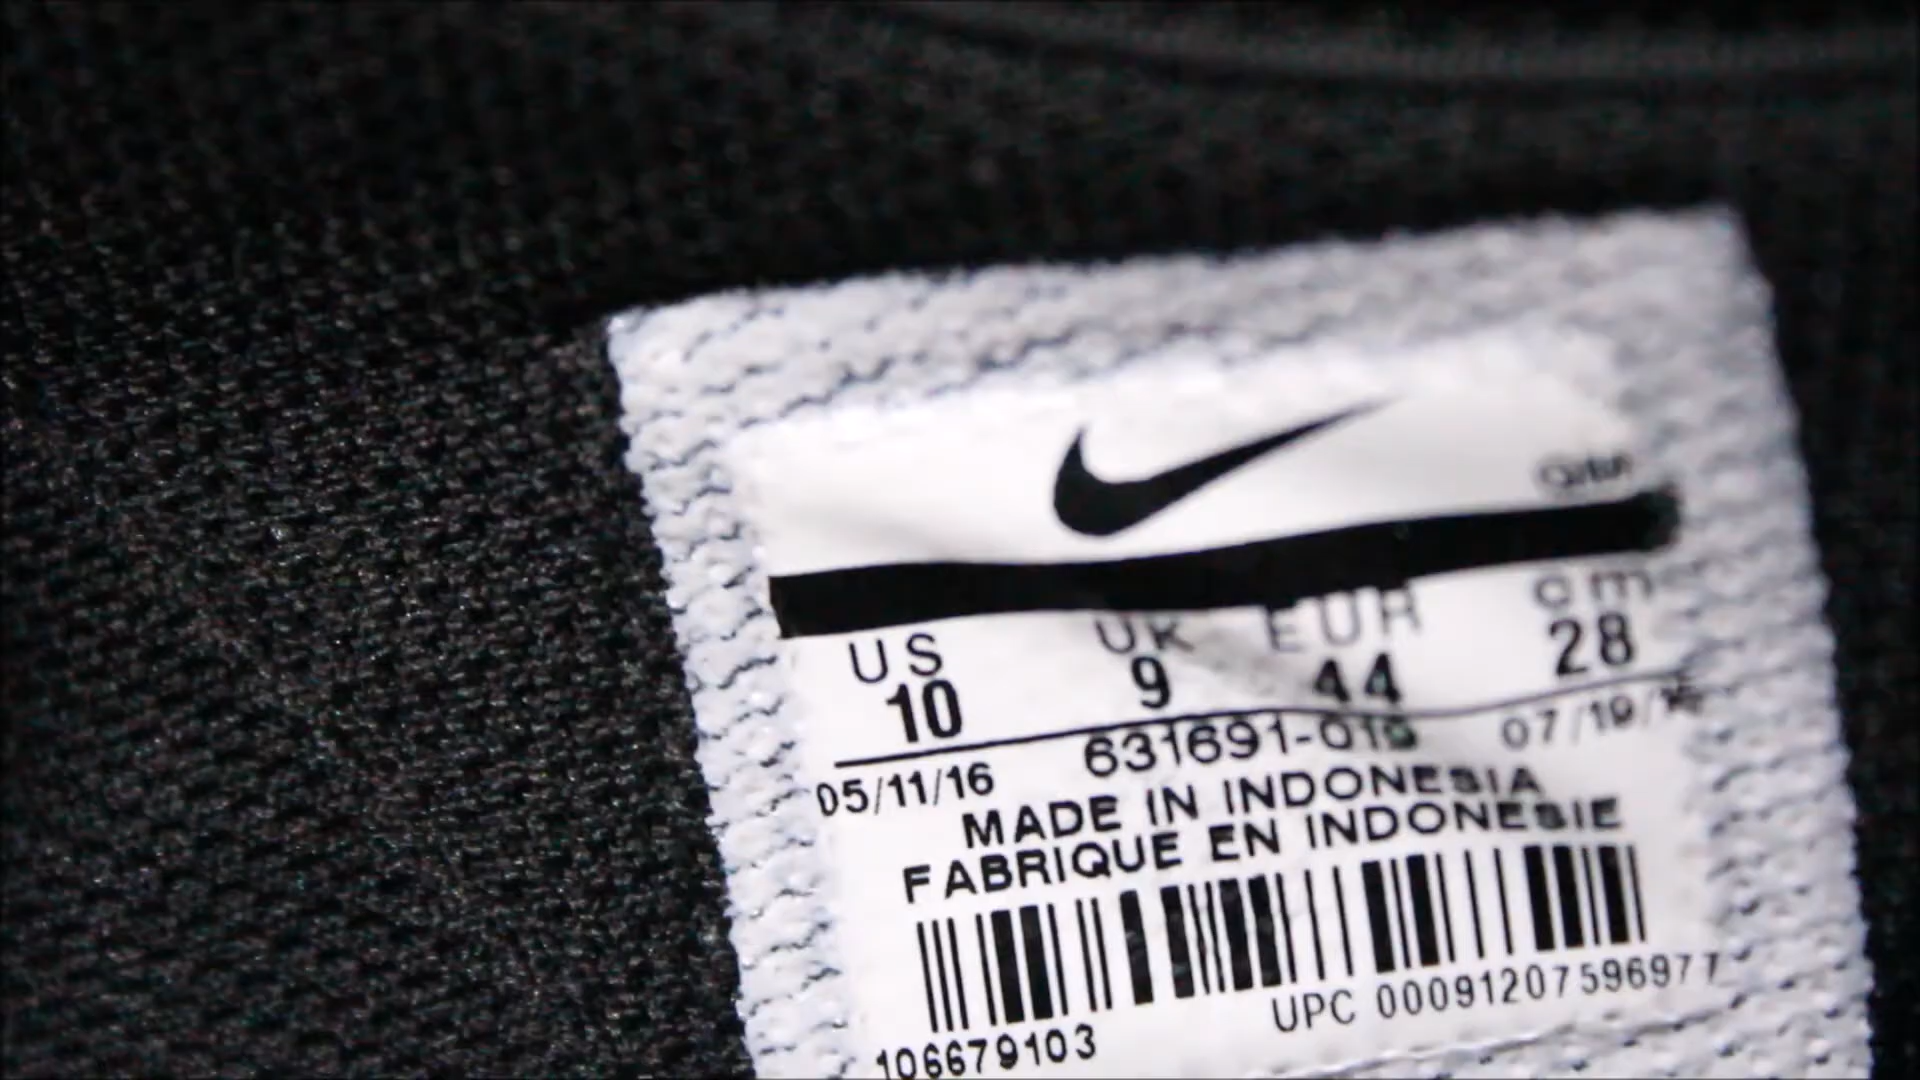 US UK EUR cm
10 9 44 28
05/11/16 631691-010
MADE IN INDONESIA
FABRIQUE EN INDONESIE
UPC 00091207596977
106679103